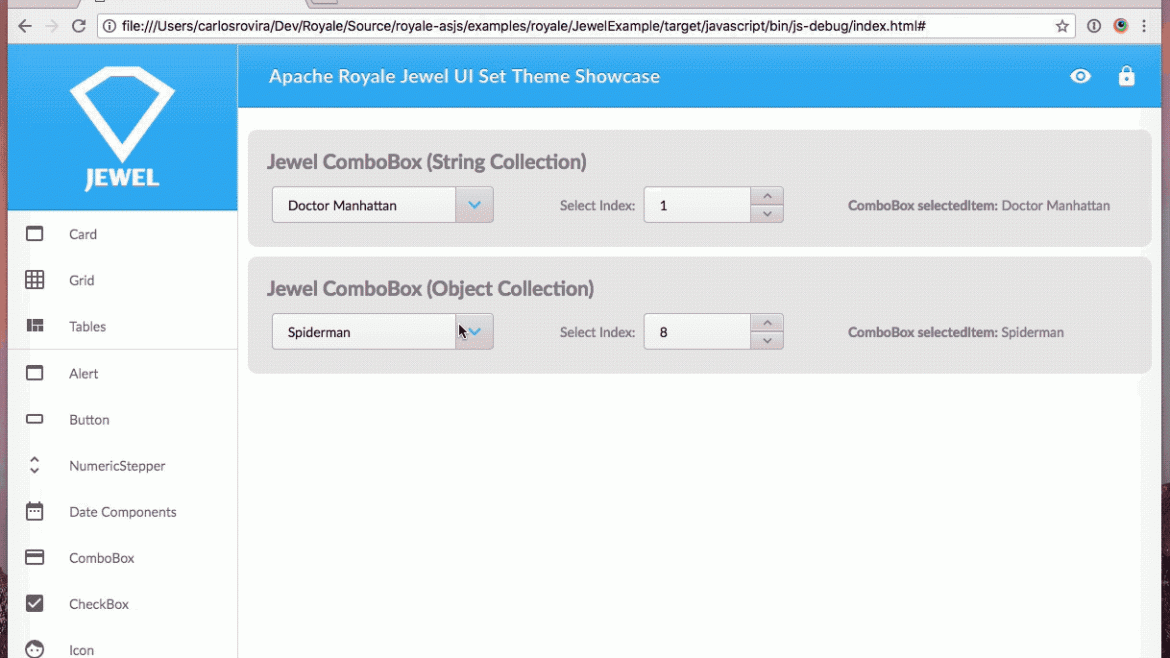 file:///Users/carlosrovira/Dev/Royale/Source/royale-asjs/examples/royale/JewelExample/target/javascript/bin/js-debug/index.html#
JEWEL
Apache Royale Jewel UI Set Theme Showcase
Card
Grid
Tables
Alert
Button
NumericStepper
Date Components
ComboBox
CheckBox
Icon
Jewel ComboBox (String Collection)
Doctor Manhattan Select Index: 1 ComboBox selectedItem: Doctor Manhattan
Jewel ComboBox (Object Collection)
Spiderman Select Index: 8 ComboBox selectedItem: Spiderman